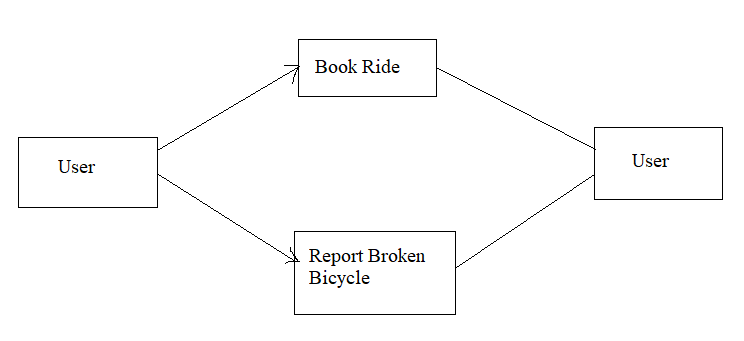 Book Ride
User
User
Report Broken
Bicycle